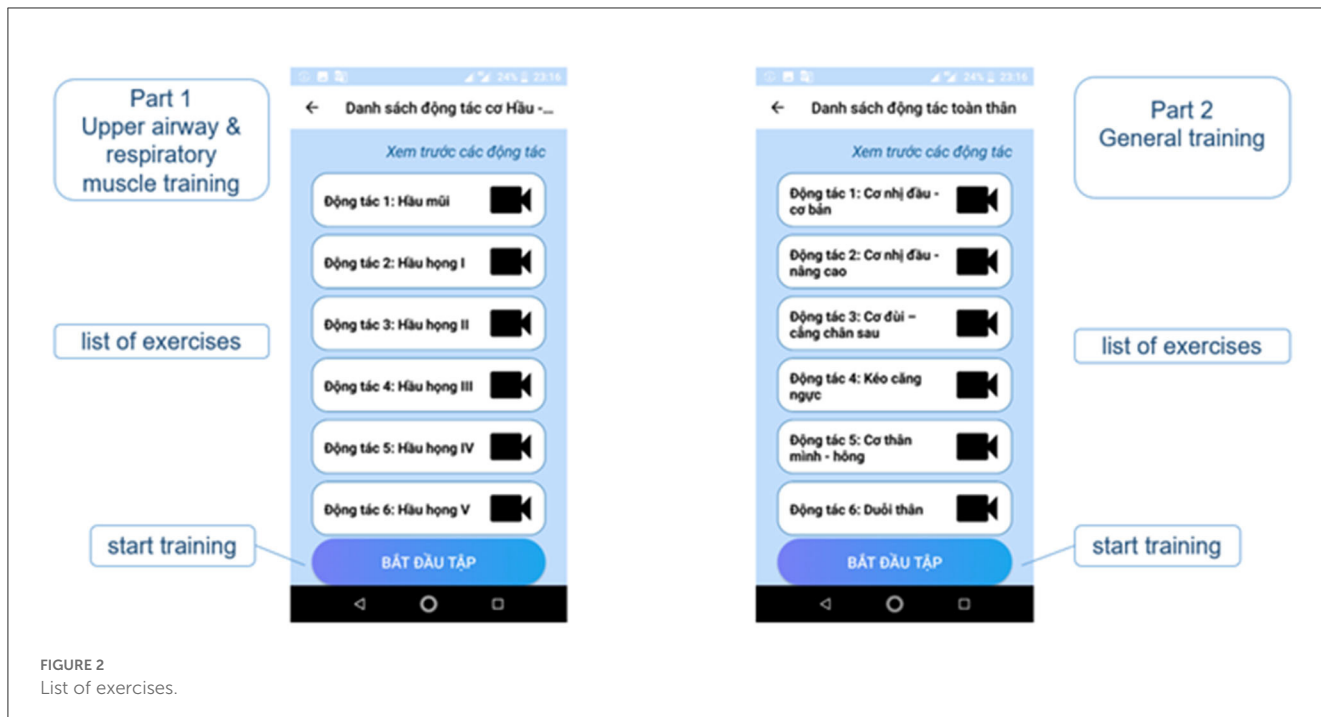 Part 1
Upper airway &
respiratory
muscle training
list of exercises
start training
24% 23:16
Danh sách động tác cơ Hầu -...
Xem trước các động tác
Động tác 1: Hầu mũi
Động tác 2: Hầu họng I
Động tác 3: Hầu họng II
Động tác 4: Hầu họng III
Động tác 5: Hầu họng IV
Động tác 6: Hầu họng V
BẮT ĐẦU TẬP
24% 23:16
Danh sách động tác toàn thân
Xem trước các động tác
Động tác 1: Cơ nhị đầu -
cơ bản
Động tác 2: Cơ nhị đầu -
nâng cao
Động tác 3: Cơ đùi –
cẳng chân sau
Động tác 4: Kéo căng
ngực
Động tác 5: Cơ thân
mình - hông
Động tác 6: Duỗi thân
BẮT ĐẦU TẬP
Part 2
General training
list of exercises
start training
FIGURE 2
List of exercises.